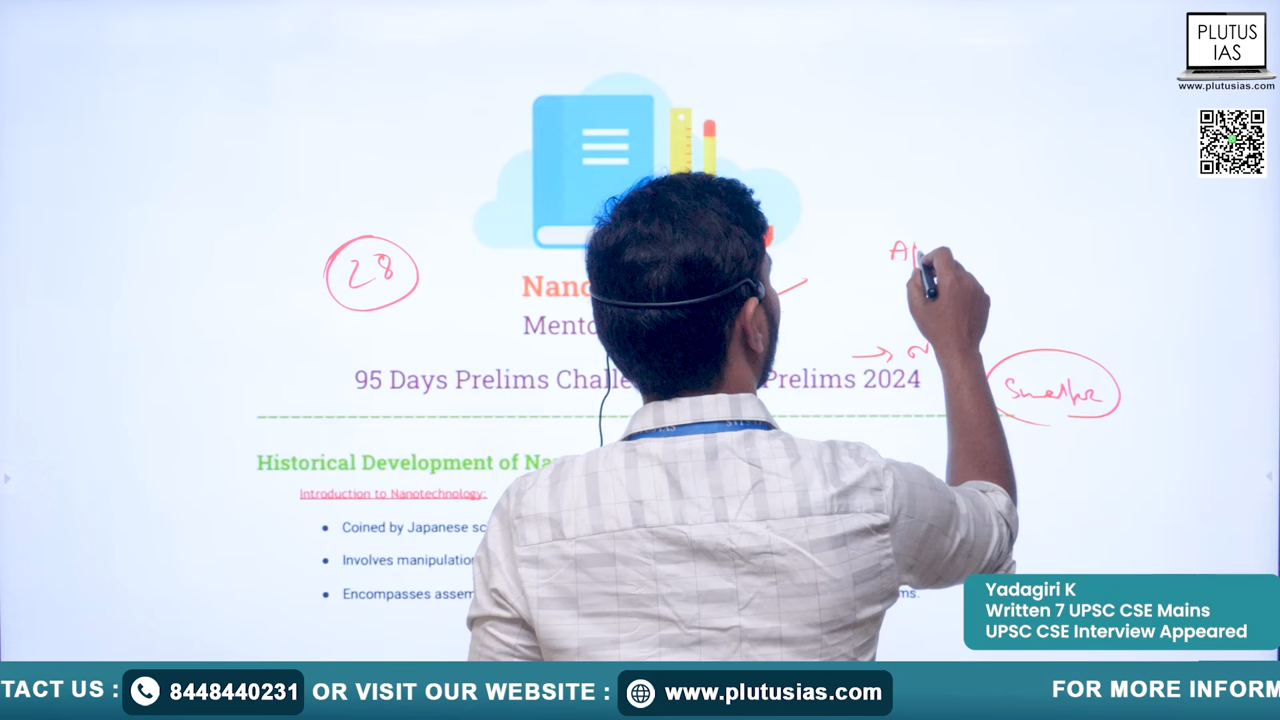 PLUTUS
IAS
www.plutusias.com
28
Nano
Mento
95 Days Prelims Challe Prelims 2024
Historical Development of Na
Introduction to Nanotechnology:
Coined by Japanese sc
Involves manipulation
Encompasses assem ms.
Yadagiri K
Written 7 UPSC CSE Mains
UPSC CSE Interview Appeared
TACT US : 8448440231 OR VISIT OUR WEBSITE : www.plutusias.com FOR MORE INFORM